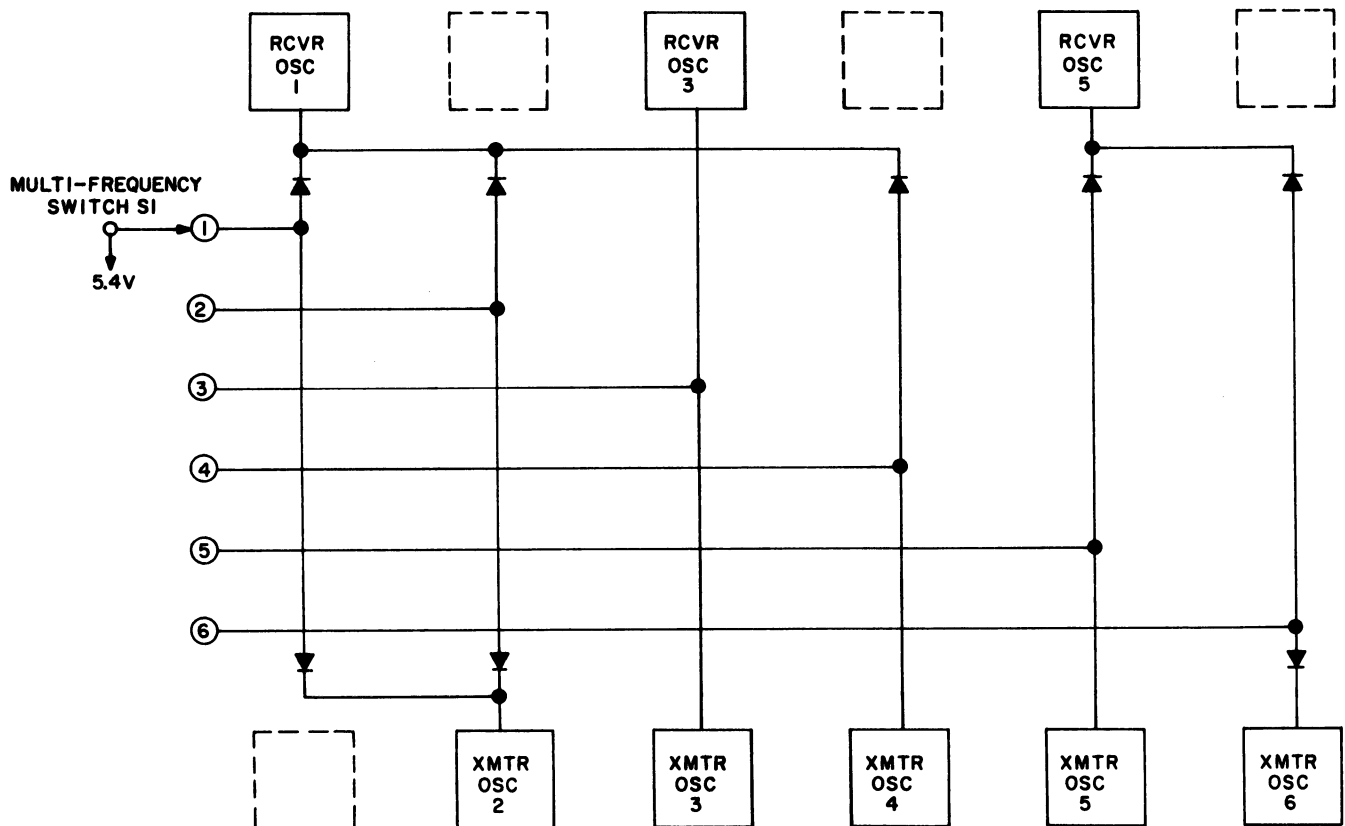 RCVR
OSC
1
RCVR
OSC
3
RCVR
OSC
5
MULTI-FREQUENCY
SWITCH S1
5.4V
1
2
3
4
5
6
XMTR
OSC
2
XMTR
OSC
3
XMTR
OSC
4
XMTR
OSC
5
XMTR
OSC
6